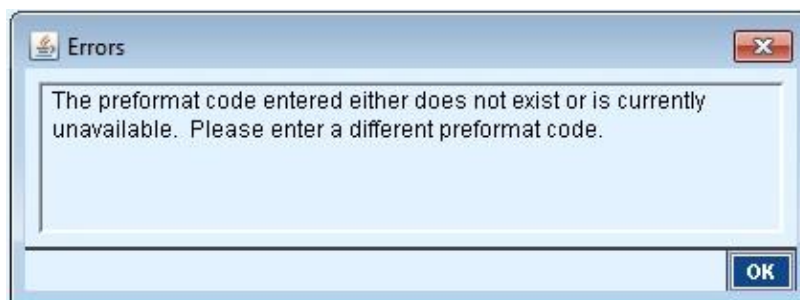 Errors
The preformat code entered either does not exist or is currently
unavailable.  Please enter a different preformat code.
OK